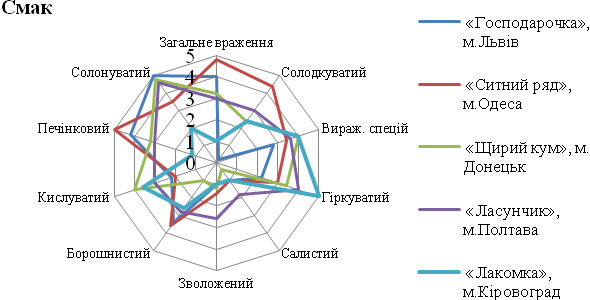 Смак
Загальне враження
Солодкуватий
Вираж. спецій
Гіркуватий
Салистий
Зволожений
Борошнистий
Кислуватий
Печінковий
Солонуватий
5
4
3
2
1
0
«Господарочка»,
м.Львів
«Ситний ряд»,
м.Одеса
«Щирий кум», м.
Донецьк
«Ласунчик»,
м.Полтава
«Лакомка»,
м.Кіровоград